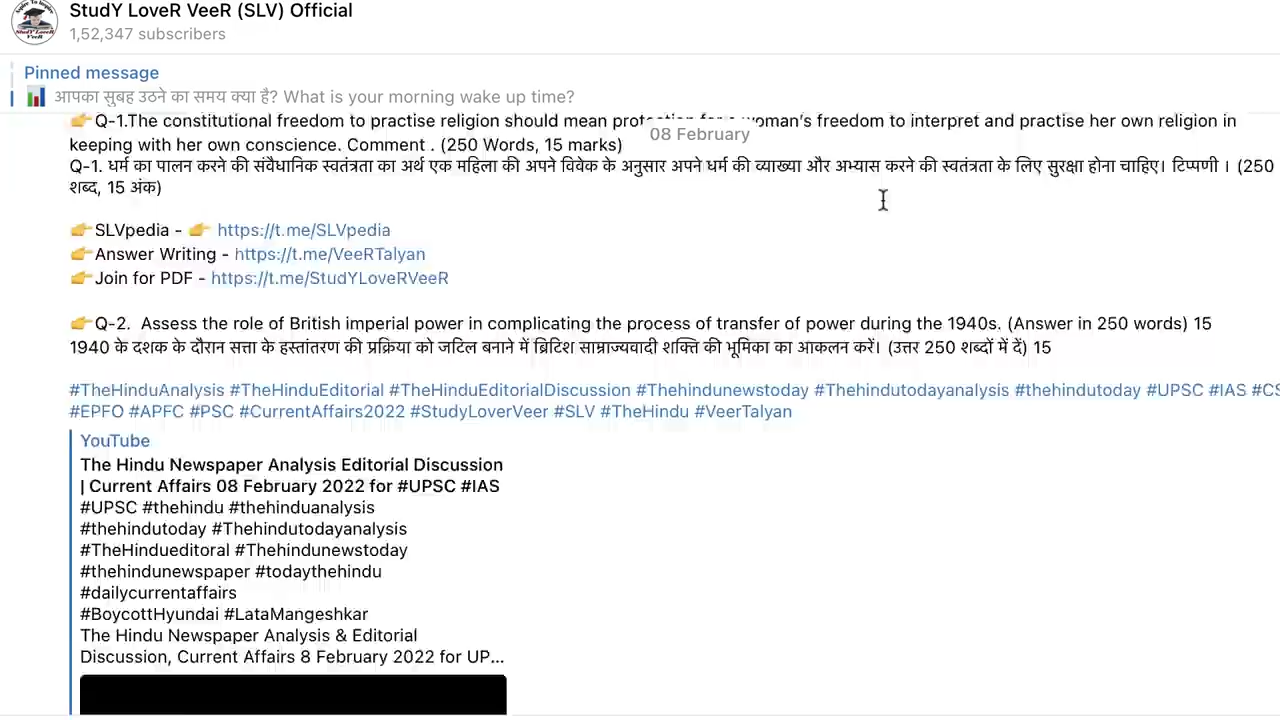 StudY LoveR VeeR (SLV) Official
1,52,347 subscribers
Pinned message
आपका सुबह उठने का समय क्या है? What is your morning wake up time?
08 February
👉Q-1.The constitutional freedom to practise religion should mean protection for a woman's freedom to interpret and practise her own religion in
keeping with her own conscience. Comment . (250 Words, 15 marks)
Q-1. धर्म का पालन करने की संवैधानिक स्वतंत्रता का अर्थ एक महिला की अपने विवेक के अनुसार अपने धर्म की व्याख्या और अभ्यास करने की स्वतंत्रता के लिए सुरक्षा होना चाहिए। टिप्पणी । (250
शब्द, 15 अंक)
👉SLVpedia - 👉 https://t.me/SLVpedia
👉Answer Writing - https://t.me/VeeRTalyan
👉Join for PDF - https://t.me/StudYLoveRVeeR
👉Q-2. Assess the role of British imperial power in complicating the process of transfer of power during the 1940s. (Answer in 250 words) 15
1940 के दशक के दौरान सत्ता के हस्तांतरण की प्रक्रिया को जटिल बनाने में ब्रिटिश साम्राज्यवादी शक्ति की भूमिका का आकलन करें। (उत्तर 250 शब्दों में दें) 15
#TheHinduAnalysis #TheHinduEditorial #TheHinduEditorialDiscussion #Thehindunewstoday #Thehindutodayanalysis #thehindutoday #UPSC #IAS #CS
#EPFO #APFC #PSC #CurrentAffairs2022 #StudyLoverVeer #SLV #TheHindu #VeerTalyan
YouTube
The Hindu Newspaper Analysis Editorial Discussion
| Current Affairs 08 February 2022 for #UPSC #IAS
#UPSC #thehindu #thehinduanalysis
#thehindutoday #Thehindutodayanalysis
#TheHindueditoral #Thehindunewstoday
#thehindunewspaper #todaythehindu
#dailycurrentaffairs
#BoycottHyundai #LataMangeshkar
The Hindu Newspaper Analysis & Editorial
Discussion, Current Affairs 8 February 2022 for UP...